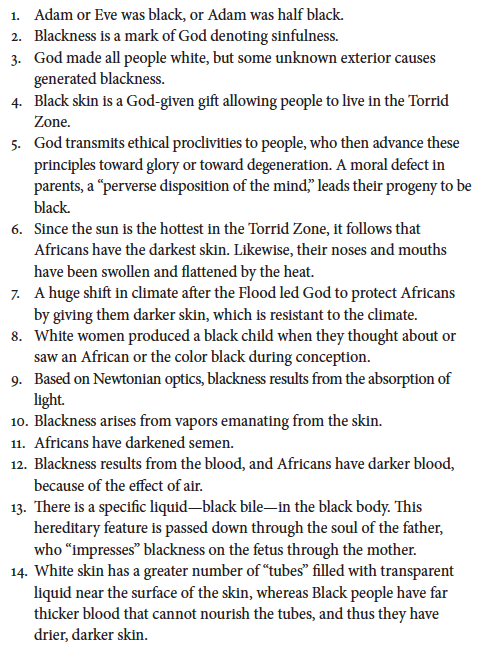 1. Adam or Eve was black, or Adam was half black.
2. Blackness is a mark of God denoting sinfulness.
3. God made all people white, but some unknown exterior causes
generated blackness.
4. Black skin is a God-given gift allowing people to live in the Torrid
Zone.
5. God transmits ethical proclivities to people, who then advance these
principles toward glory or toward degeneration. A moral defect in
parents, a “perverse disposition of the mind,” leads their progeny to be
black.
6. Since the sun is the hottest in the Torrid Zone, it follows that
Africans have the darkest skin. Likewise, their noses and mouths
have been swollen and flattened by the heat.
7. A huge shift in climate after the Flood led God to protect Africans
by giving them darker skin, which is resistant to the climate.
8. White women produced a black child when they thought about or
saw an African or the color black during conception.
9. Based on Newtonian optics, blackness results from the absorption of
light.
10. Blackness arises from vapors emanating from the skin.
11. Africans have darkened semen.
12. Blackness results from the blood, and Africans have darker blood,
because of the effect of air.
13. There is a specific liquid—black bile—in the black body. This
hereditary feature is passed down through the soul of the father,
who “impresses” blackness on the fetus through the mother.
14. White skin has a greater number of “tubes” filled with transparent
liquid near the surface of the skin, whereas Black people have far
thicker blood that cannot nourish the tubes, and thus they have
drier, darker skin.